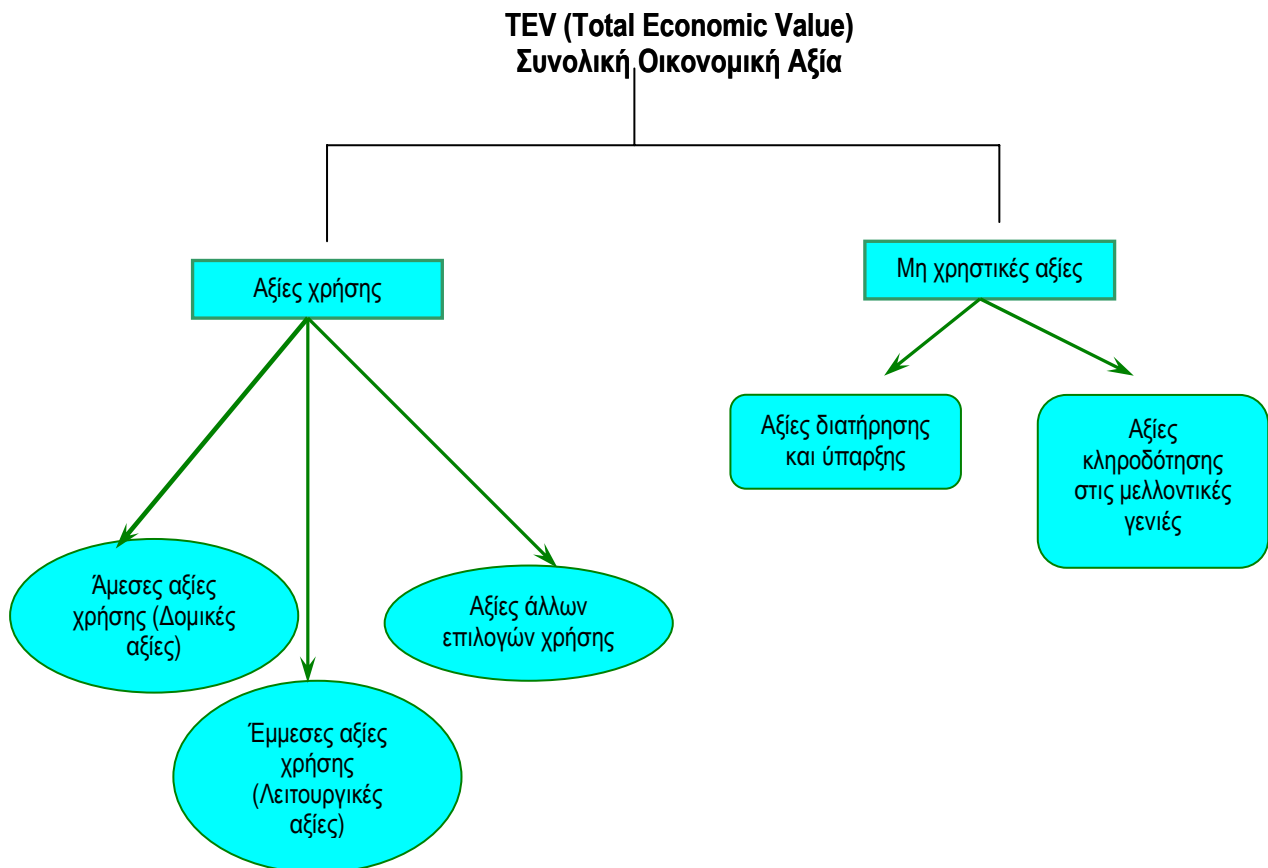 TEV (Total Economic Value)
Συνολική Οικονομική Αξία
Αξίες χρήσης
Μη χρηστικές αξίες
Αξίες διατήρησης
και ύπαρξης
Αξίες
κληροδότησης
στις μελλοντικές
γενιές
Άμεσες αξίες
χρήσης (Δομικές
αξίες)
Αξίες άλλων
επιλογών χρήσης
Έμμεσες αξίες
χρήσης
(Λειτουργικές
αξίες)